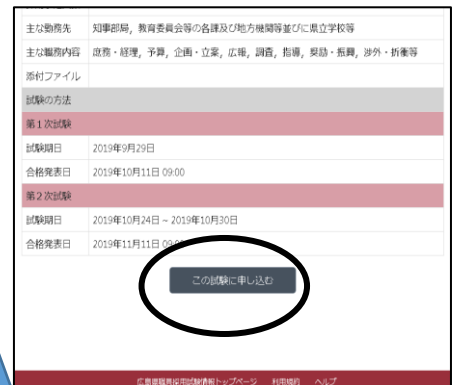 主な勤務先 知事部局，教育委員会等の各課及び地方機関等並びに県立学校等
主な職務内容 庶務・経理，予算，企画・立案，広報，調査，指導，奨励・振興，渉外・折衝等
添付ファイル
試験の方法
第１次試験
試験期日 2019年9月29日
合格発表日 2019年10月11日 09:00
第２次試験
試験期日 2019年10月24日 ~ 2019年10月30日
合格発表日 2019年11月11日 09:00
この試験に申し込む
広島県職員採用試験情報トップページ 利用規約 ヘルプ